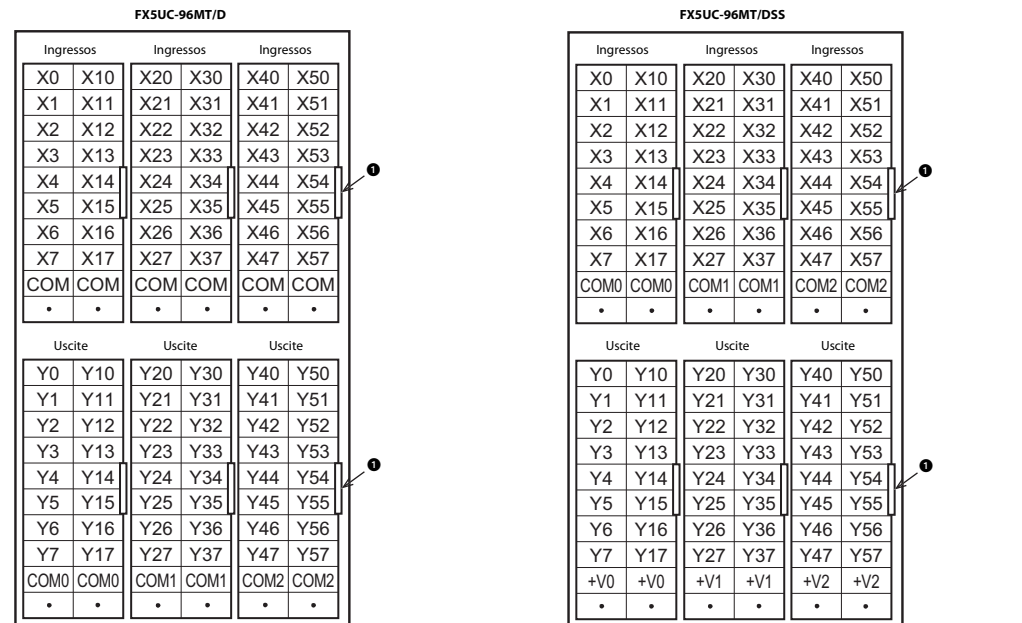 FX5UC-96MT/D
Ingressos Ingressos Ingressos
X0 X10 X20 X30 X40 X50
X1 X11 X21 X31 X41 X51
X2 X12 X22 X32 X42 X52
X3 X13 X23 X33 X43 X53
❶
X4 X14 X24 X34 X44 X54
X5 X15 X25 X35 X45 X55
X6 X16 X26 X36 X46 X56
X7 X17 X27 X37 X47 X57
COM COM COM COM COM COM
• • • • • •
Uscite Uscite Uscite
Y0 Y10 Y20 Y30 Y40 Y50
Y1 Y11 Y21 Y31 Y41 Y51
Y2 Y12 Y22 Y32 Y42 Y52
Y3 Y13 Y23 Y33 Y43 Y53
❶
Y4 Y14 Y24 Y34 Y44 Y54
Y5 Y15 Y25 Y35 Y45 Y55
Y6 Y16 Y26 Y36 Y46 Y56
Y7 Y17 Y27 Y37 Y47 Y57
COM0 COM0 COM1 COM1 COM2 COM2
• • • • • •
FX5UC-96MT/DSS
Ingressos Ingressos Ingressos
X0 X10 X20 X30 X40 X50
X1 X11 X21 X31 X41 X51
X2 X12 X22 X32 X42 X52
X3 X13 X23 X33 X43 X53
❶
X4 X14 X24 X34 X44 X54
X5 X15 X25 X35 X45 X55
X6 X16 X26 X36 X46 X56
X7 X17 X27 X37 X47 X57
COM0 COM0 COM1 COM1 COM2 COM2
• • • • • •
Uscite Uscite Uscite
Y0 Y10 Y20 Y30 Y40 Y50
Y1 Y11 Y21 Y31 Y41 Y51
Y2 Y12 Y22 Y32 Y42 Y52
Y3 Y13 Y23 Y33 Y43 Y53
❶
Y4 Y14 Y24 Y34 Y44 Y54
Y5 Y15 Y25 Y35 Y45 Y55
Y6 Y16 Y26 Y36 Y46 Y56
Y7 Y17 Y27 Y37 Y47 Y57
+V0 +V0 +V1 +V1 +V2 +V2
• • • • • •